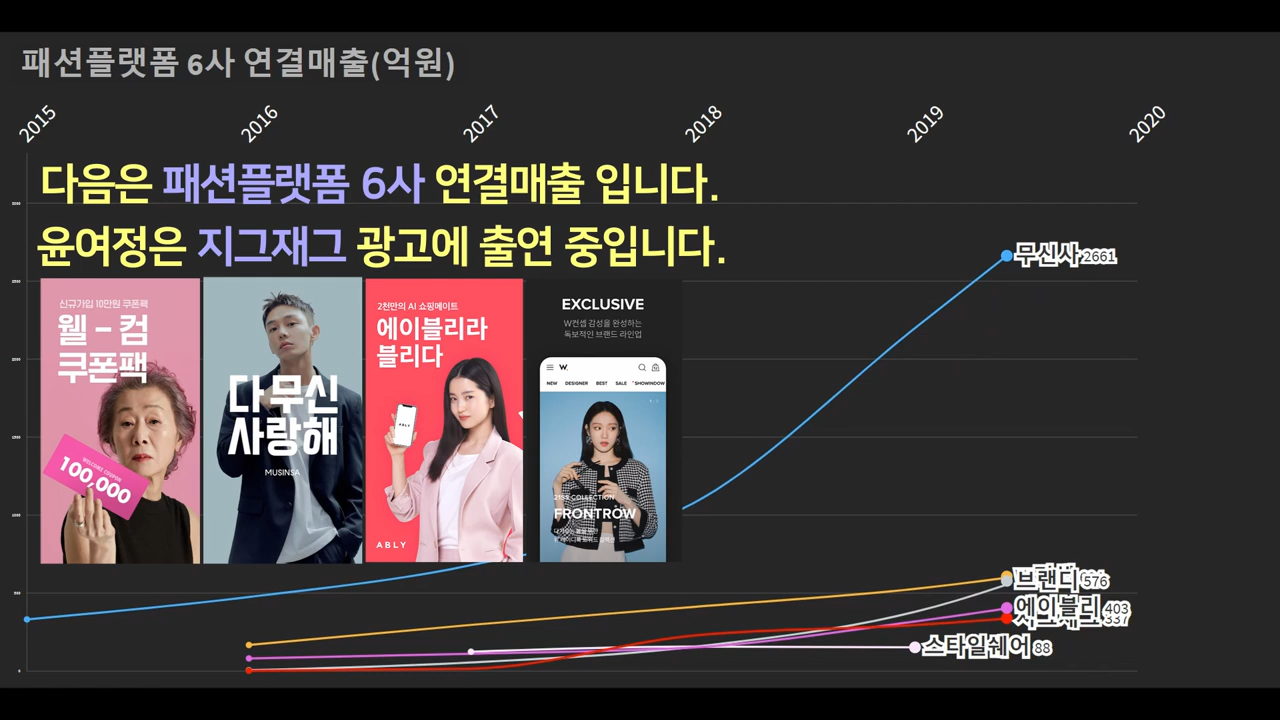 패션플랫폼 6사 연결매출(억원)
2015 2016 2017 2018 2019 2020
다음은 패션플랫폼 6사 연결매출 입니다.
윤여정은 지그재그 광고에 출연 중입니다.
무신사 2661
신규가입 10만원 쿠폰팩
웰-컴
쿠폰팩
WELCOME COUPON
100,000
다무신
사랑해
MUSINSA
2천만의 AI 쇼핑메이트
에이블리라
블리다
ABLY
ABLY
EXCLUSIVE
W컨셉 감성을 완성하는
독보적인 브랜드 라인업
W.
NEW DESIGNER BEST SALE SHOWINDOW
FRONTROW
브랜디 576
에이블리 403
337
스타일쉐어 88